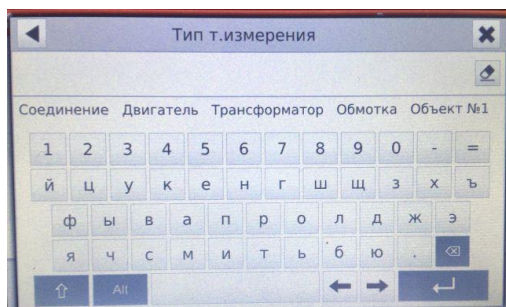 Тип т.измерения
Соединение Двигатель Трансформатор Обмотка Объект №1
1 2 3 4 5 6 7 8 9 0 - =
й ц у к е н г ш щ з х ъ
ф ы в а п р о л д ж э
я ч с м и т ь б ю .
Alt